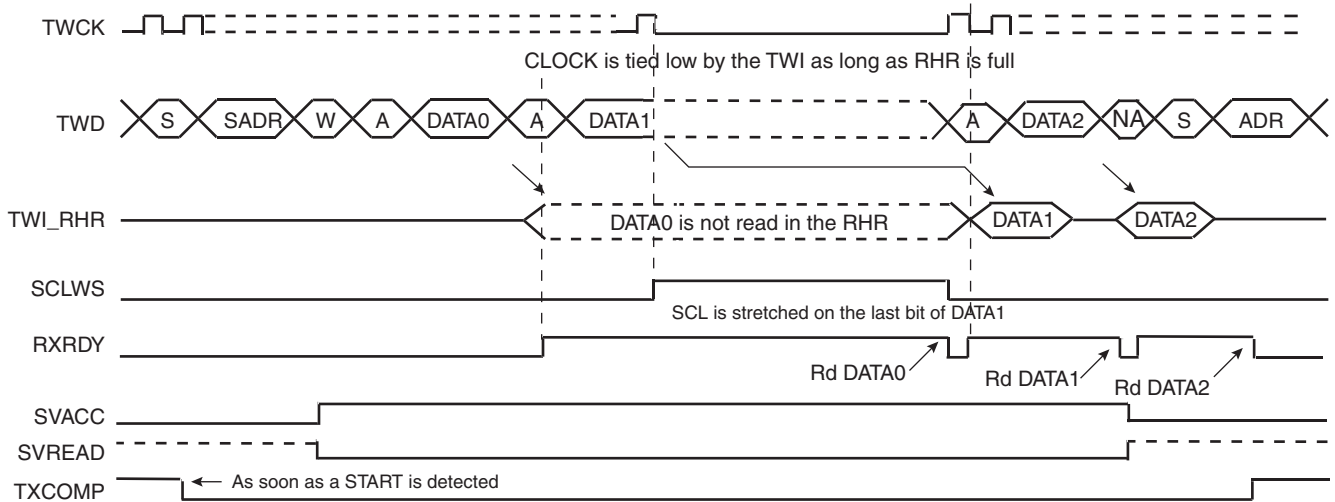 TWCK
CLOCK is tied low by the TWI as long as RHR is full
TWD S SADR W A DATA0 A DATA1 A DATA2 NA S ADR
TWI_RHR DATA0 is not read in the RHR DATA1 DATA2
SCLWS
SCL is stretched on the last bit of DATA1
RXRDY
Rd DATA0 Rd DATA1 Rd DATA2
SVACC
SVREAD
TXCOMP As soon as a START is detected